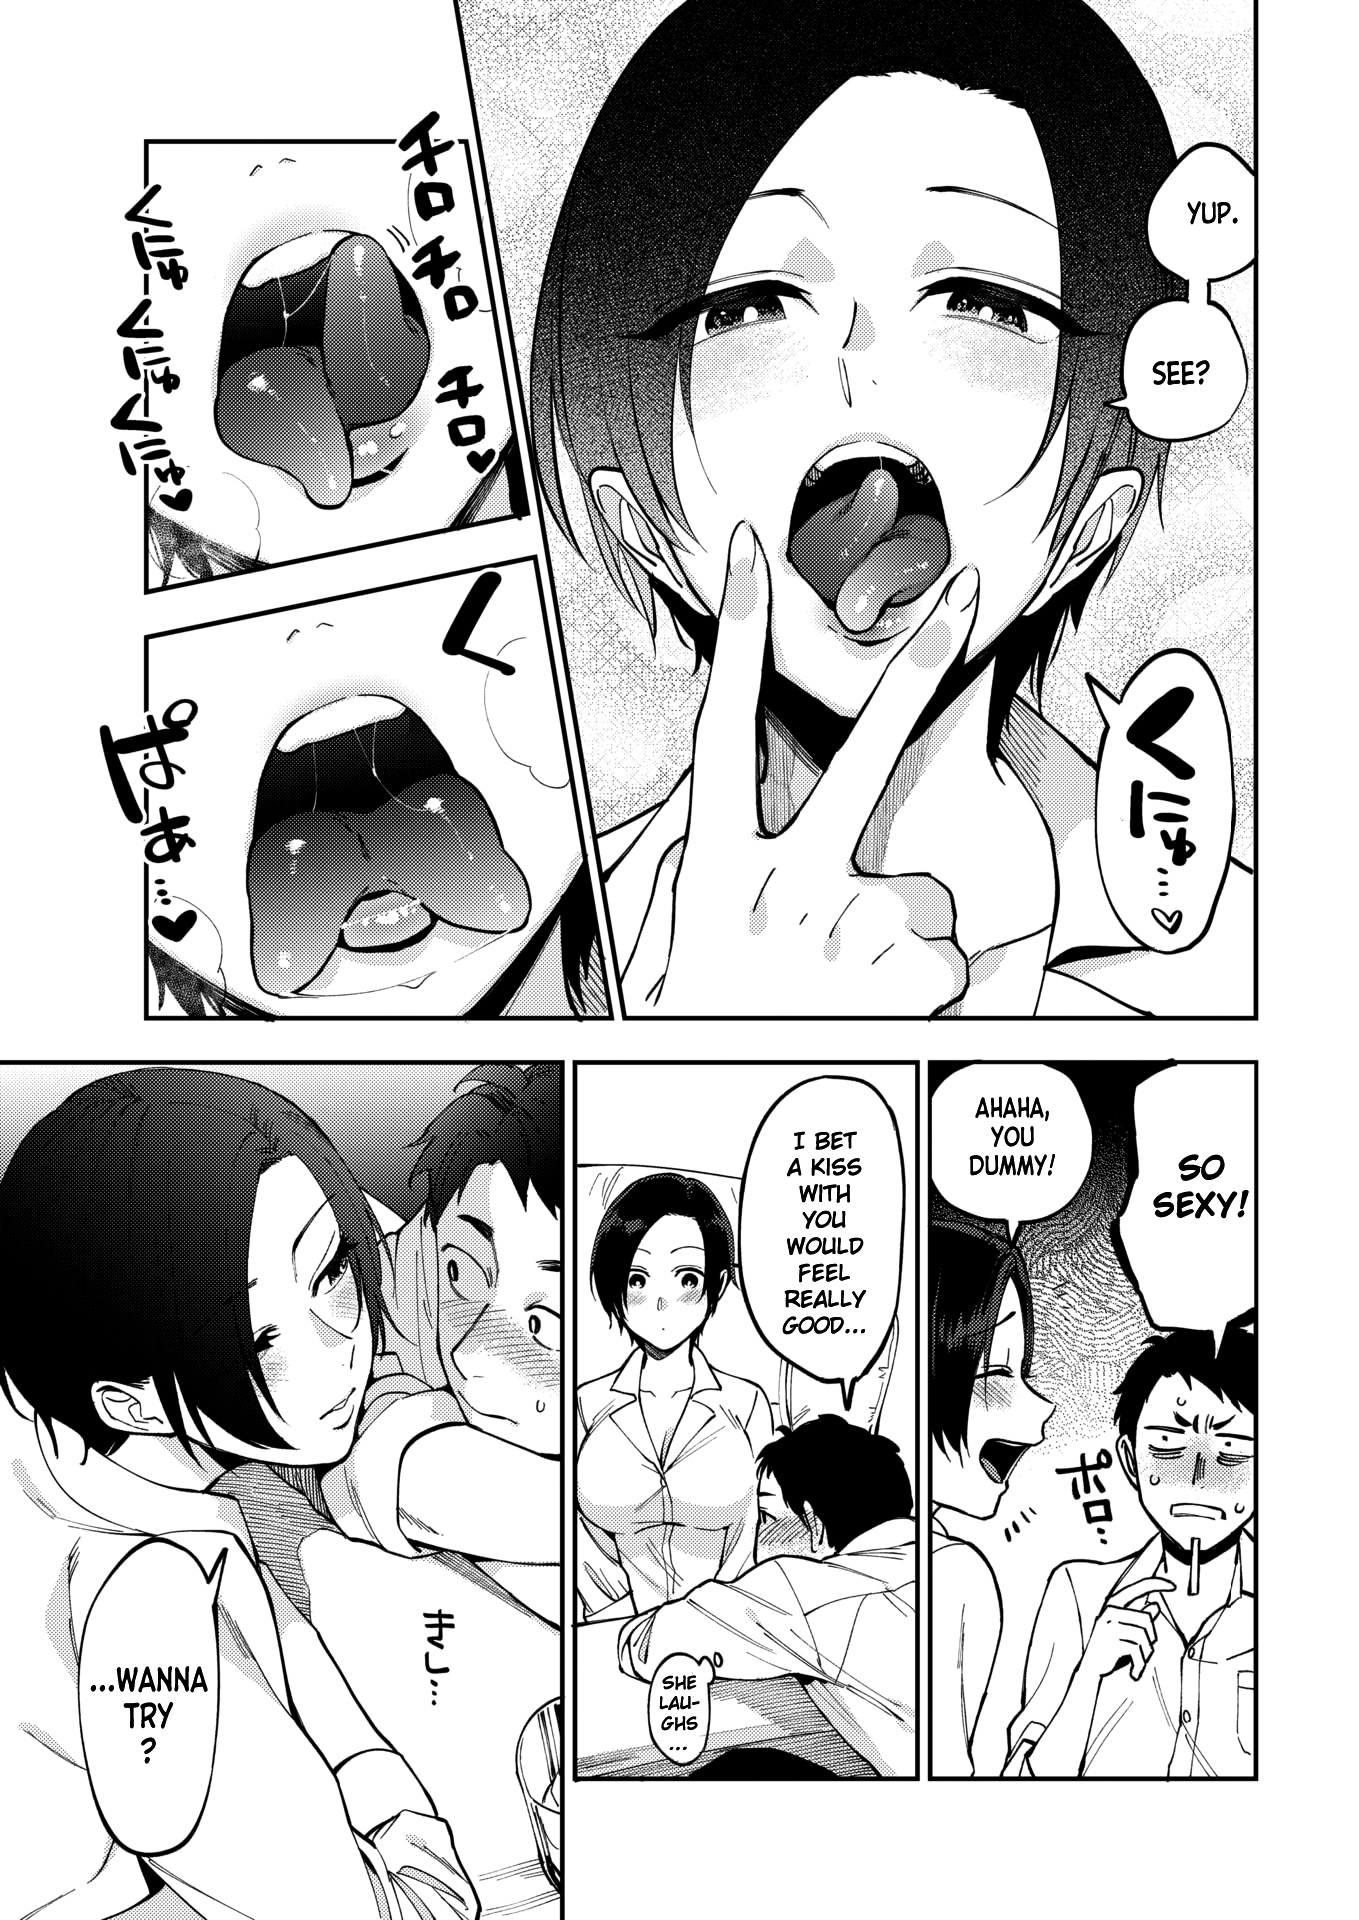 YUP.
SEE?
くにゅ…♡
チロ
チロ
チロ♥
くにゅ
くにゅ
くにゅ♥
く
ぱぁ…♥
SO
SEXY!
AHAHA,
YOU
DUMMY!
ポロ…
I BET
A KISS
WITH
YOU
WOULD
FEEL
REALLY
GOOD...
SHE
LAU-
GHS
...
きし…
...WANNA
TRY
?